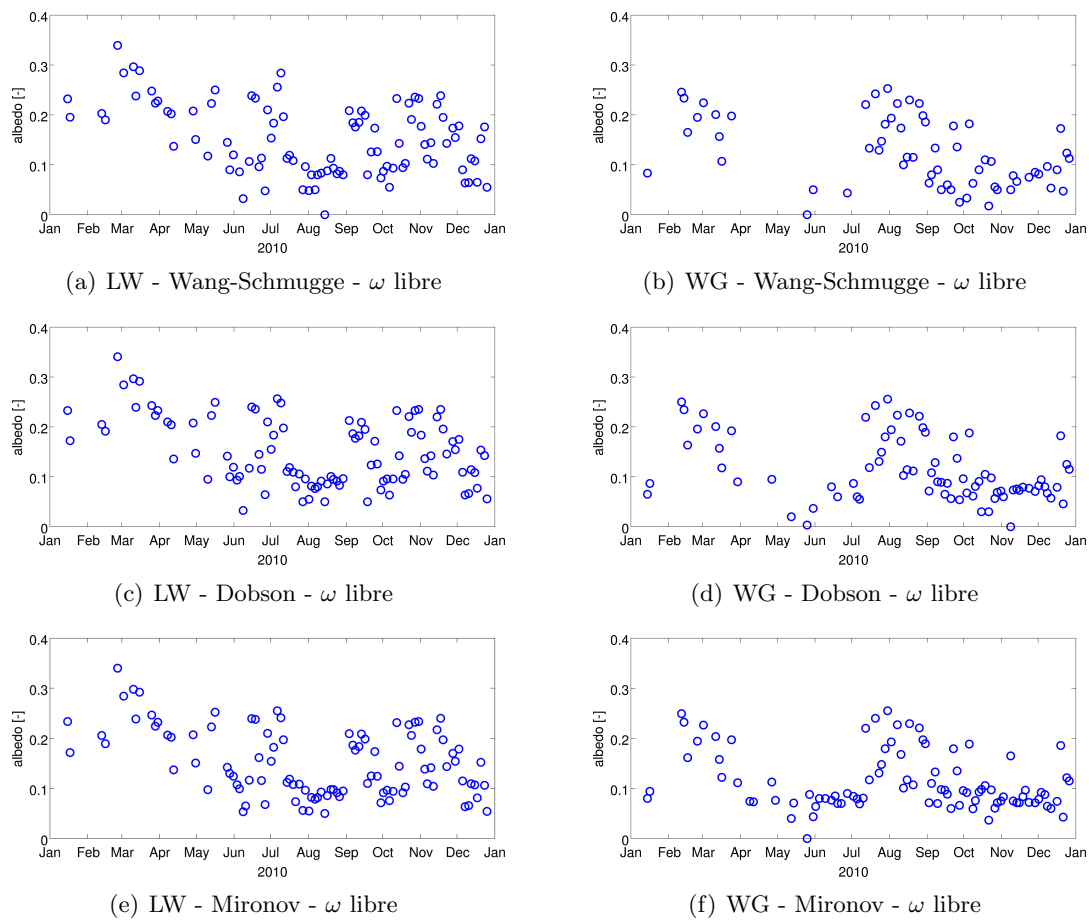 0.4
0.3
0.2
0.1
0
albedo [-]
Jan Feb Mar Apr May Jun Jul Aug Sep Oct Nov Dec Jan
2010
(a) LW - Wang-Schmugge - ω libre
0.4
0.3
0.2
0.1
0
albedo [-]
Jan Feb Mar Apr May Jun Jul Aug Sep Oct Nov Dec Jan
2010
(b) WG - Wang-Schmugge - ω libre
0.4
0.3
0.2
0.1
0
albedo [-]
Jan Feb Mar Apr May Jun Jul Aug Sep Oct Nov Dec Jan
2010
(c) LW - Dobson - ω libre
0.4
0.3
0.2
0.1
0
albedo [-]
Jan Feb Mar Apr May Jun Jul Aug Sep Oct Nov Dec Jan
2010
(d) WG - Dobson - ω libre
0.4
0.3
0.2
0.1
0
albedo [-]
Jan Feb Mar Apr May Jun Jul Aug Sep Oct Nov Dec Jan
2010
(e) LW - Mironov - ω libre
0.4
0.3
0.2
0.1
0
albedo [-]
Jan Feb Mar Apr May Jun Jul Aug Sep Oct Nov Dec Jan
2010
(f) WG - Mironov - ω libre